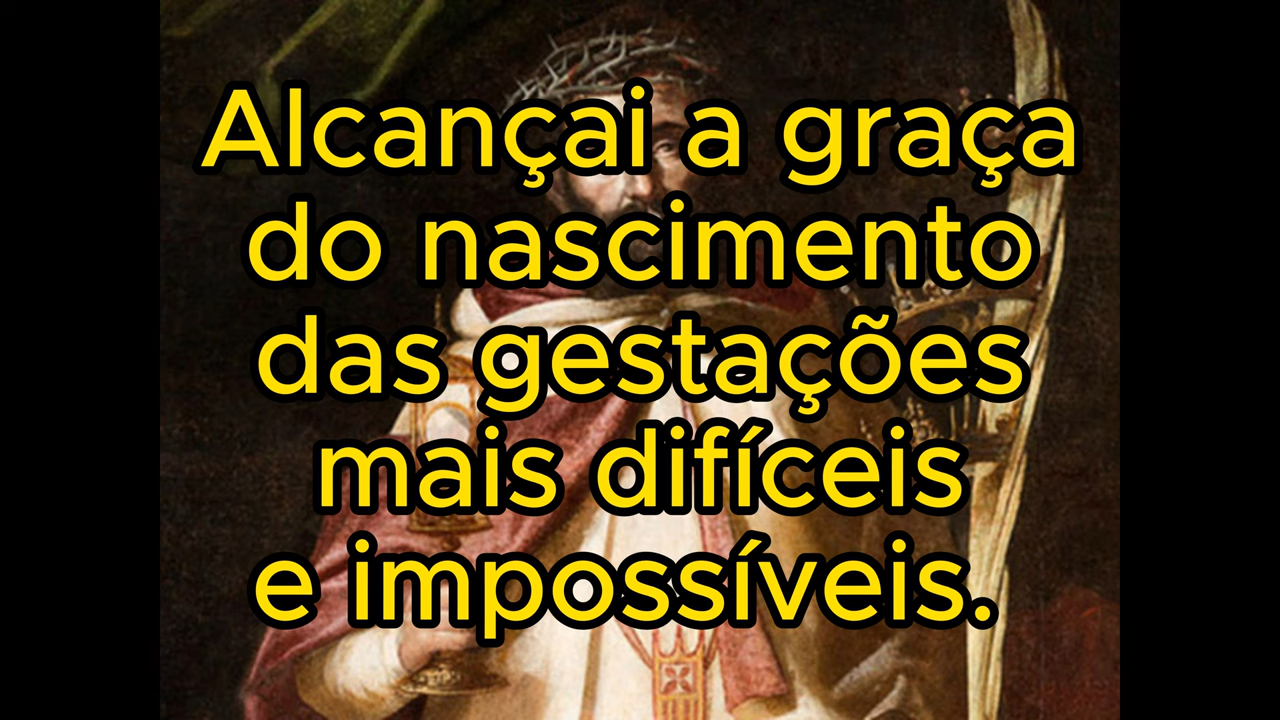 Alcançai a graça
do nascimento
das gestações
mais difíceis
e impossíveis.